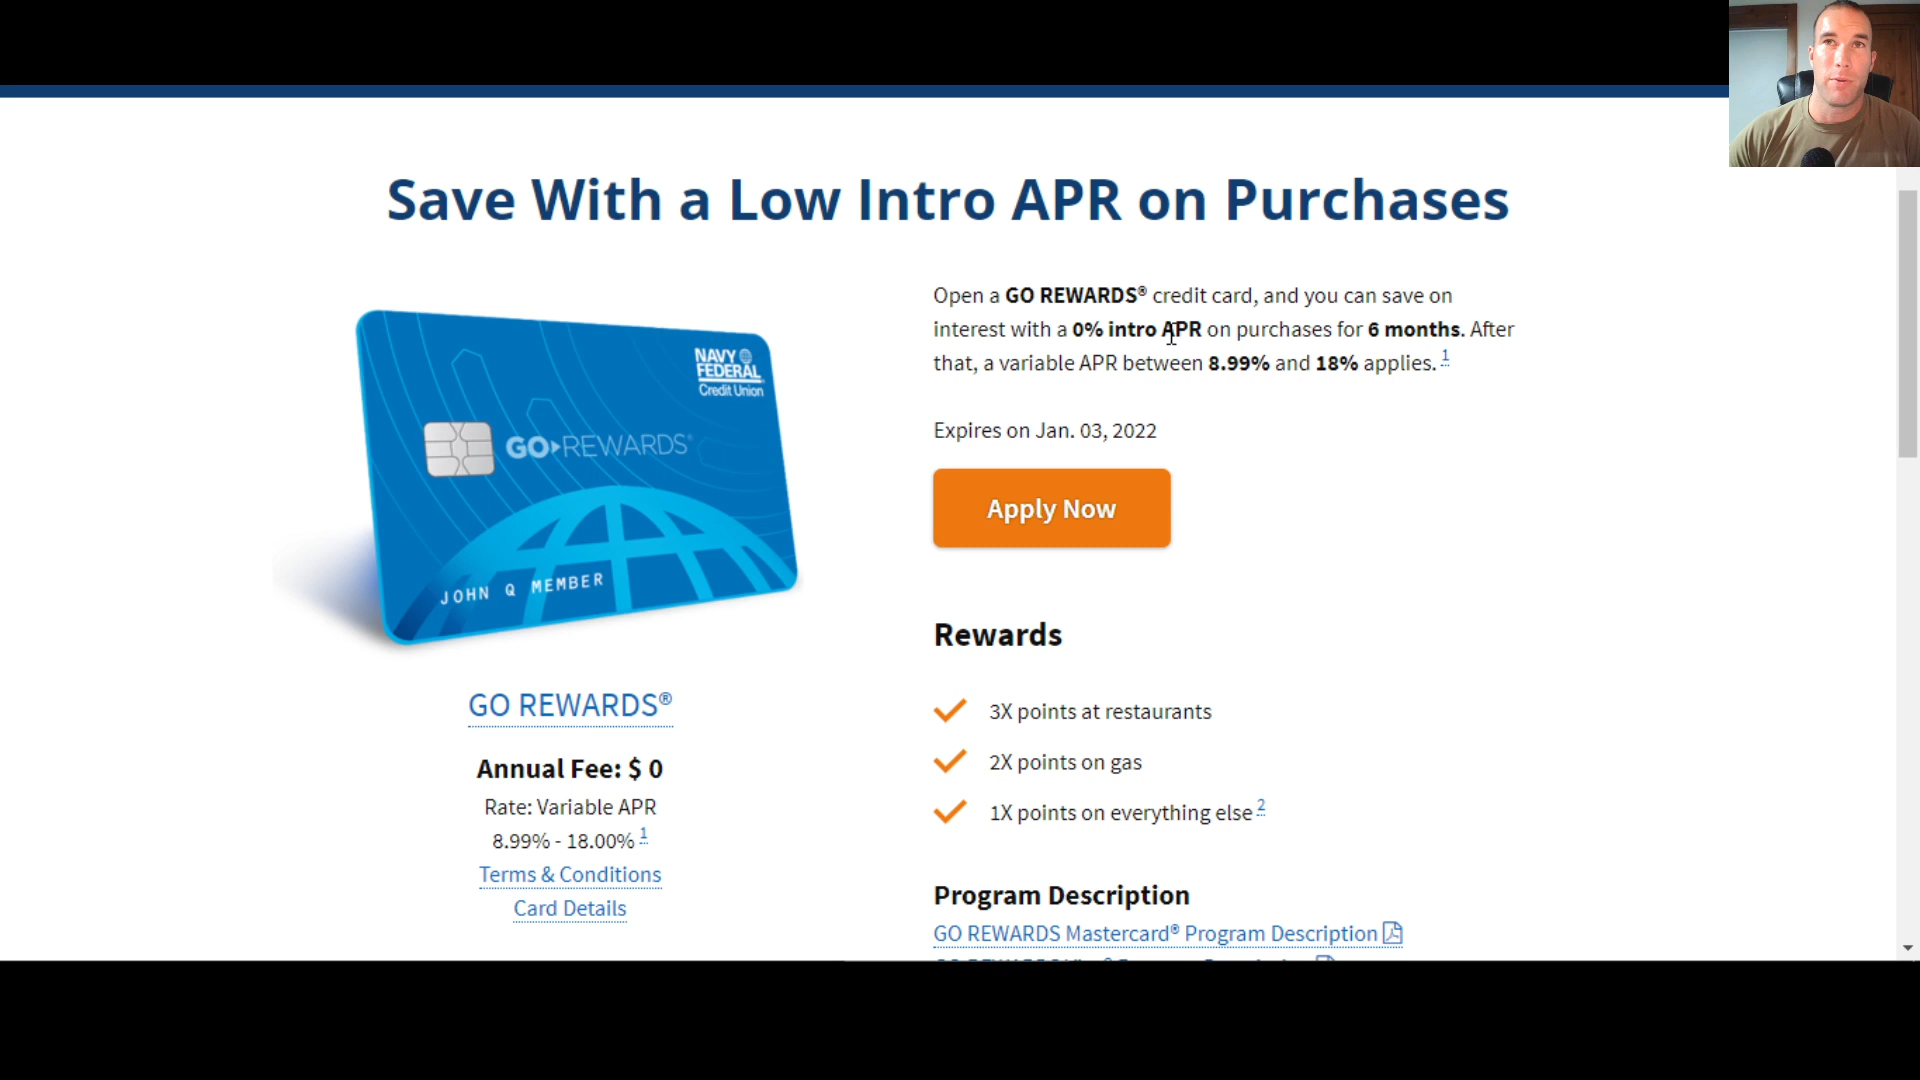 Save With a Low Intro APR on Purchases
NAVY
FEDERAL
Credit Union
GO REWARDS®
JOHN Q MEMBER
GO REWARDS®
Annual Fee: $ 0
Rate: Variable APR
8.99% - 18.00% 1
Terms & Conditions
Card Details
Open a GO REWARDS® credit card, and you can save on
interest with a 0% intro APR on purchases for 6 months. After
that, a variable APR between 8.99% and 18% applies. 1
Expires on Jan. 03, 2022
Apply Now
Rewards
3X points at restaurants
2X points on gas
1X points on everything else 2
Program Description
GO REWARDS Mastercard® Program Description